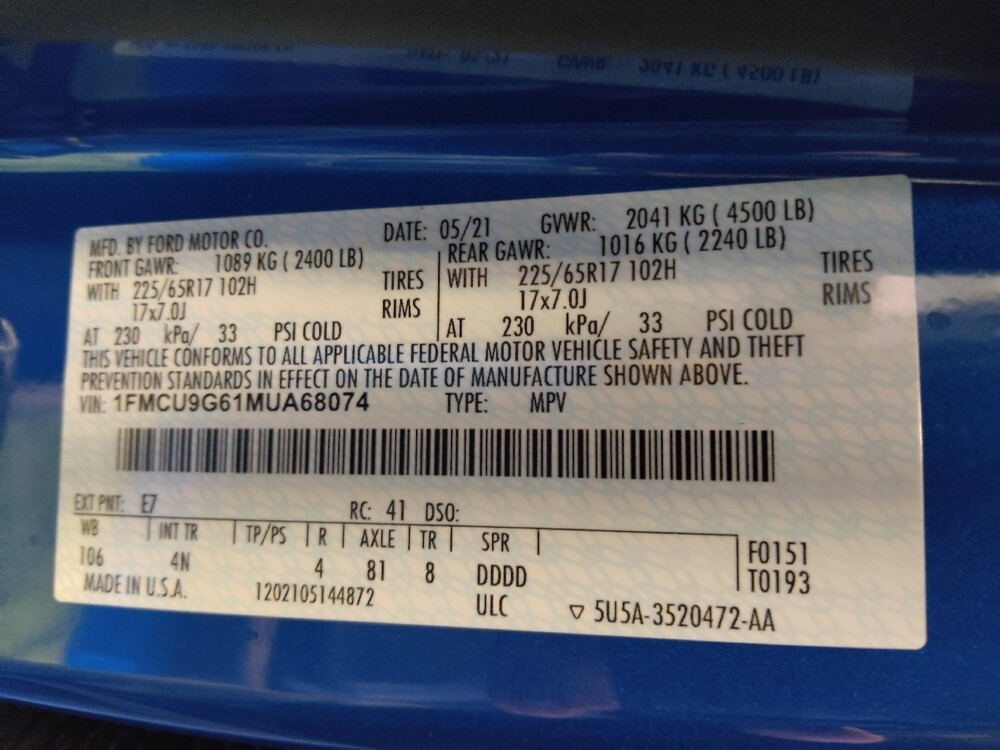 MFD. BY FORD MOTOR CO. DATE: 05/21 GVWR: 2041 KG ( 4500 LB)
FRONT GAWR: 1089 KG ( 2400 LB) REAR GAWR: 1016 KG ( 2240 LB)
WITH 225/65R17 102H TIRES WITH 225/65R17 102H TIRES
17x7.0J RIMS 17x7.0J RIMS
AT 230 kPa/ 33 PSI COLD AT 230 kPa/ 33 PSI COLD
THIS VEHICLE CONFORMS TO ALL APPLICABLE FEDERAL MOTOR VEHICLE SAFETY AND THEFT
PREVENTION STANDARDS IN EFFECT ON THE DATE OF MANUFACTURE SHOWN ABOVE.
VIN: 1FMCU9G61MUA68074 TYPE: MPV
EXT PNT: E7 RC: 41 DSO:
WB INT TR TP/PS R AXLE TR SPR F0151
106 4N 4 81 8 DDDD T0193
MADE IN U.S.A. 1202105144872 ULC ▽ 5U5A-3520472-AA